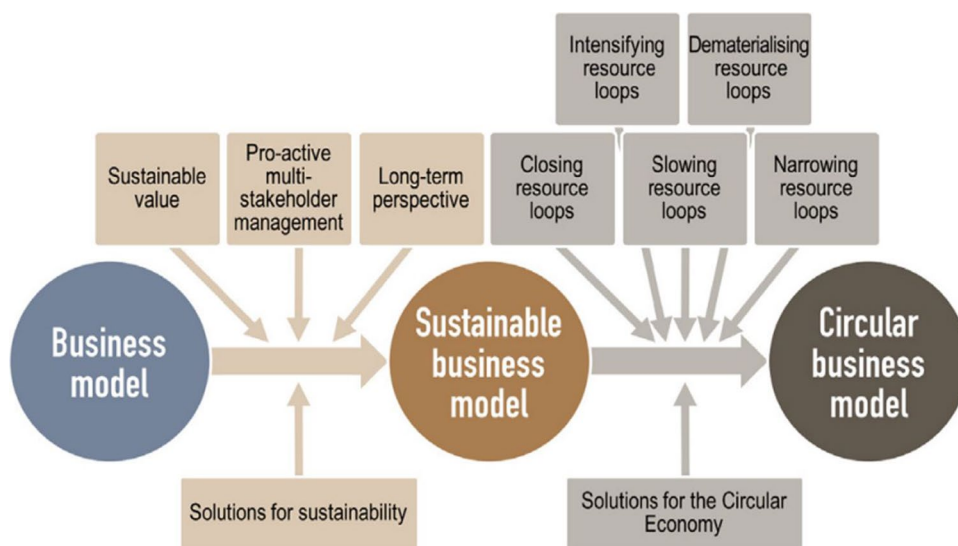 Intensifying
resource
loops
Dematerialising
resource
loops
Sustainable
value
Pro-active
multi-
stakeholder
management
Long-term
perspective
Closing
resource
loops
Slowing
resource
loops
Narrowing
resource
loops
Business
model
Sustainable
business
model
Circular
business
model
Solutions for sustainability
Solutions for the Circular
Economy